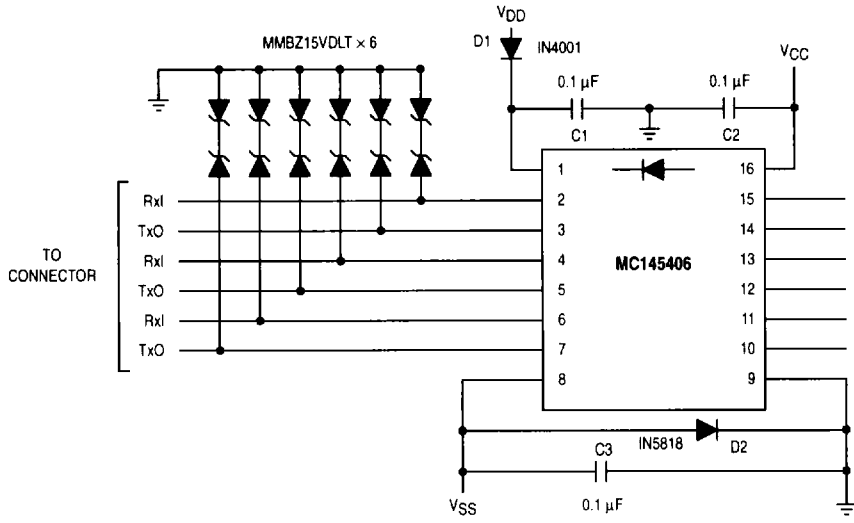 VDD
D1
IN4001
MMBZ15VDLT × 6
VCC
0.1 μF
0.1 μF
C1
C2
1
16
RxI
2
15
TxO
3
14
RxI
4
MC145406
13
TO
CONNECTOR
TxO
5
12
RxI
6
11
TxO
7
10
8
9
IN5818
D2
C3
VSS
0.1 μF